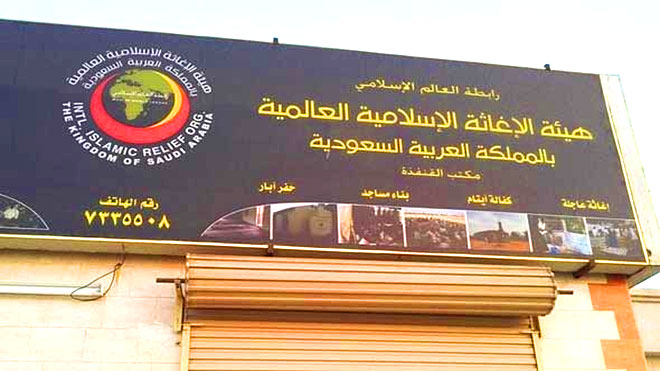 رابطة العالم الإسلامي
هيئة الإغاثة الإسلامية العالمية
بالمملكة العربية السعودية
مكتب القنفذة
إغاثة عاجلة
كفالة أيتام
بناء مساجد
حفر آبار
هيئة الإغاثة الإسلامية العالمية
بالمملكة العربية السعودية
INT'L. ISLAMIC RELIEF ORG.
THE KINGDOM OF SAUDI ARABIA
رقم الهاتف
٧٣٣٥٥٠٨